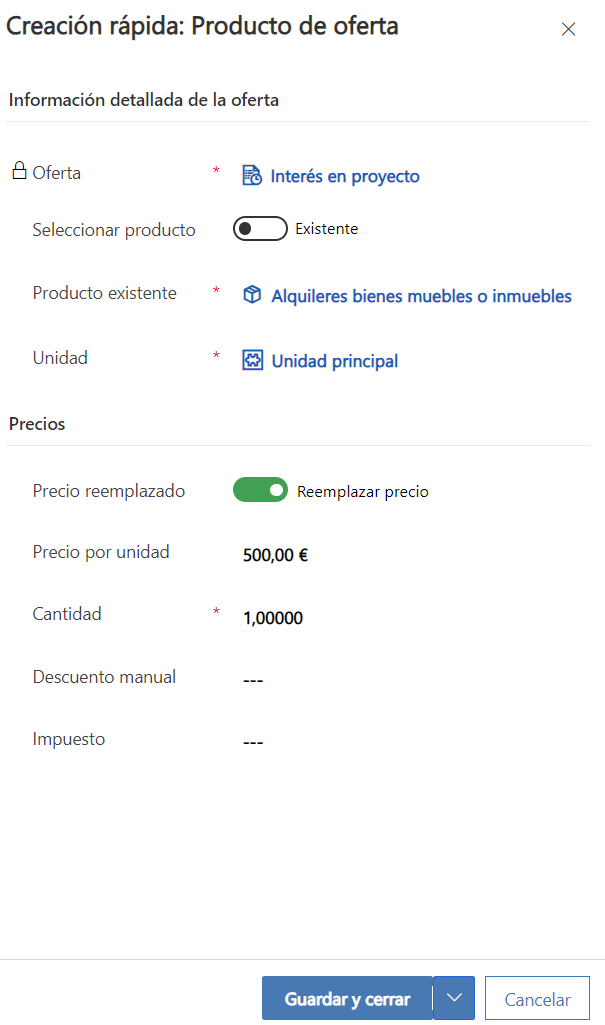 Creación rápida: Producto de oferta
Información detallada de la oferta
Oferta * Interés en proyecto
Seleccionar producto Existente
Producto existente * Alquileres bienes muebles o inmuebles
Unidad * Unidad principal
Precios
Precio reemplazado Reemplazar precio
Precio por unidad 500,00 €
Cantidad * 1,00000
Descuento manual ---
Impuesto ---
Guardar y cerrar Cancelar